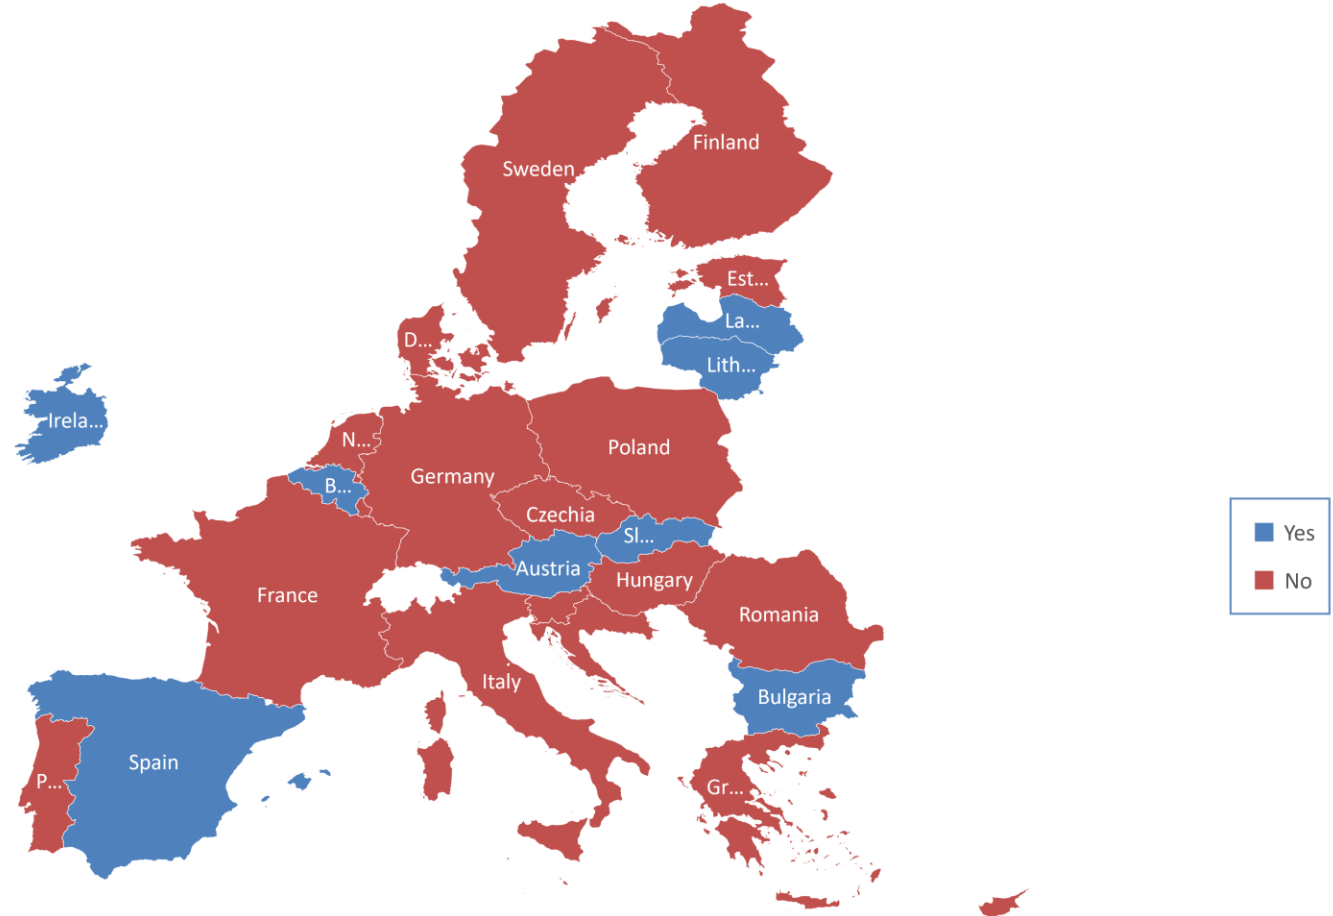 Finland
Sweden
Est...
La...
D...
Lith...
Irela...
N...
Poland
Germany
B...
Czechia
Sl...
Yes
Austria
Hungary
No
France
Romania
Italy
Bulgaria
Spain
P...
Gr...